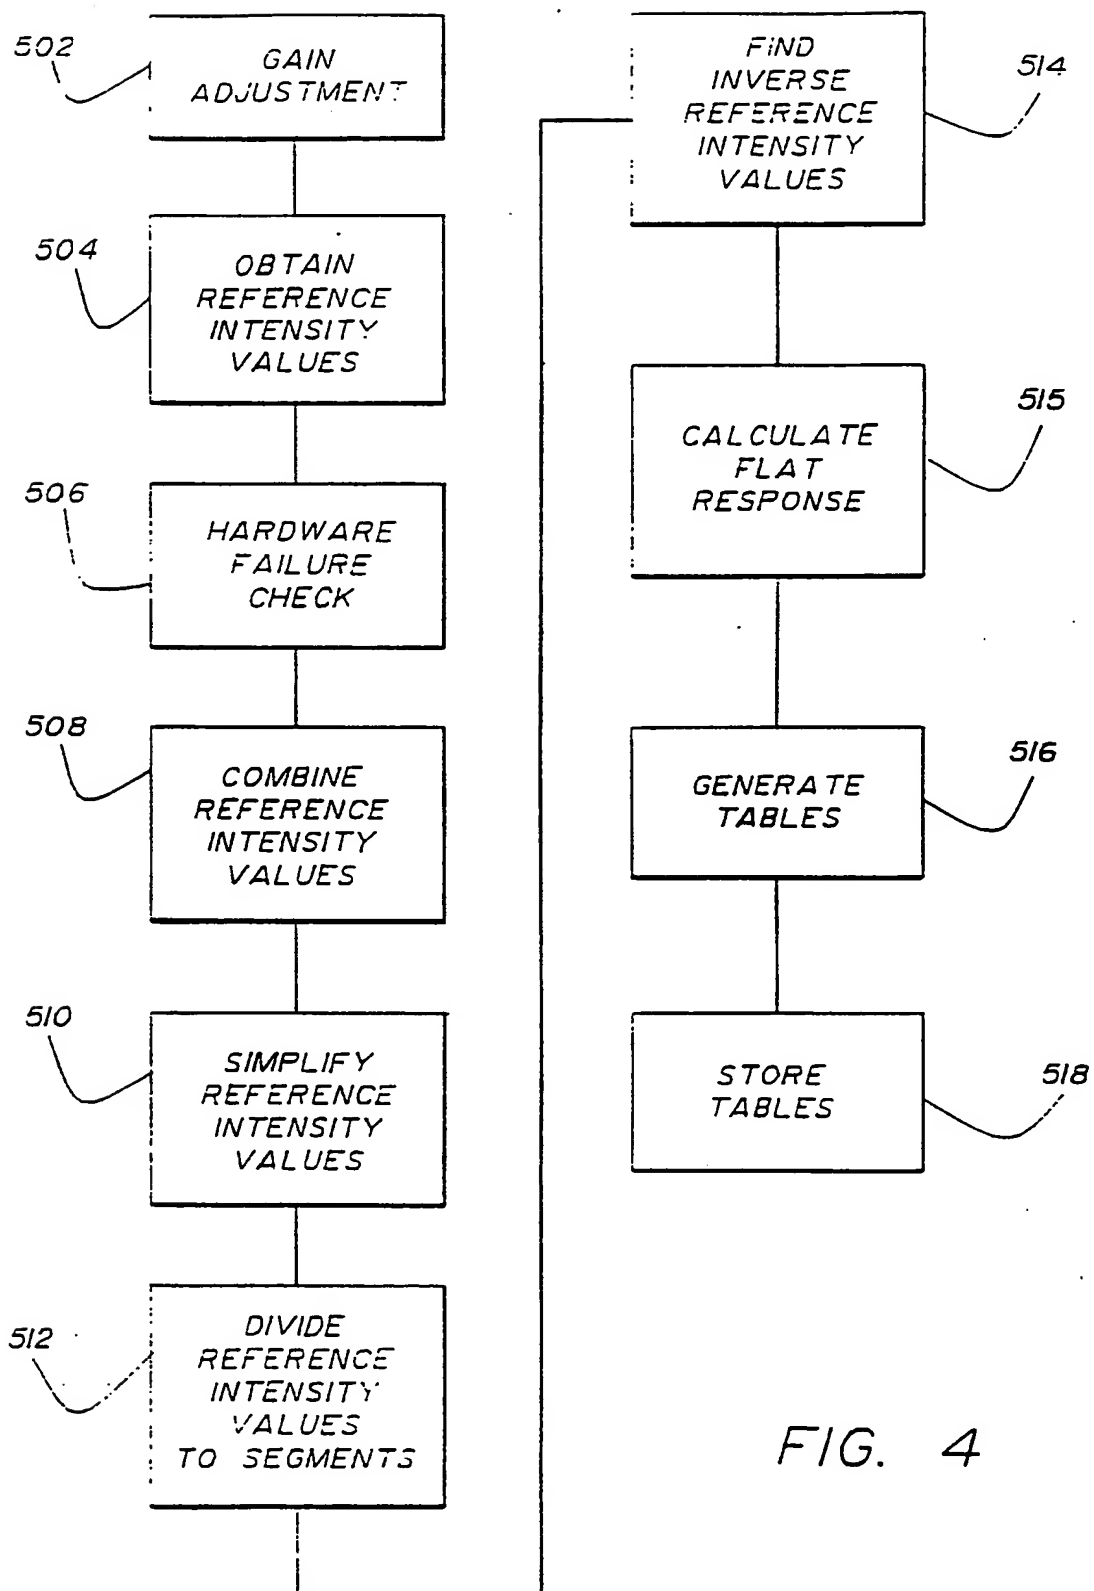 502
GAIN
ADJUSTMENT
504
OBTAIN
REFERENCE
INTENSITY
VALUES
506
HARDWARE
FAILURE
CHECK
508
COMBINE
REFERENCE
INTENSITY
VALUES
510
SIMPLIFY
REFERENCE
INTENSITY
VALUES
512
DIVIDE
REFERENCE
INTENSITY
VALUES
TO SEGMENTS
FIND
INVERSE
REFERENCE
INTENSITY
VALUES
514
CALCULATE
FLAT
RESPONSE
515
GENERATE
TABLES
516
STORE
TABLES
518
FIG. 4